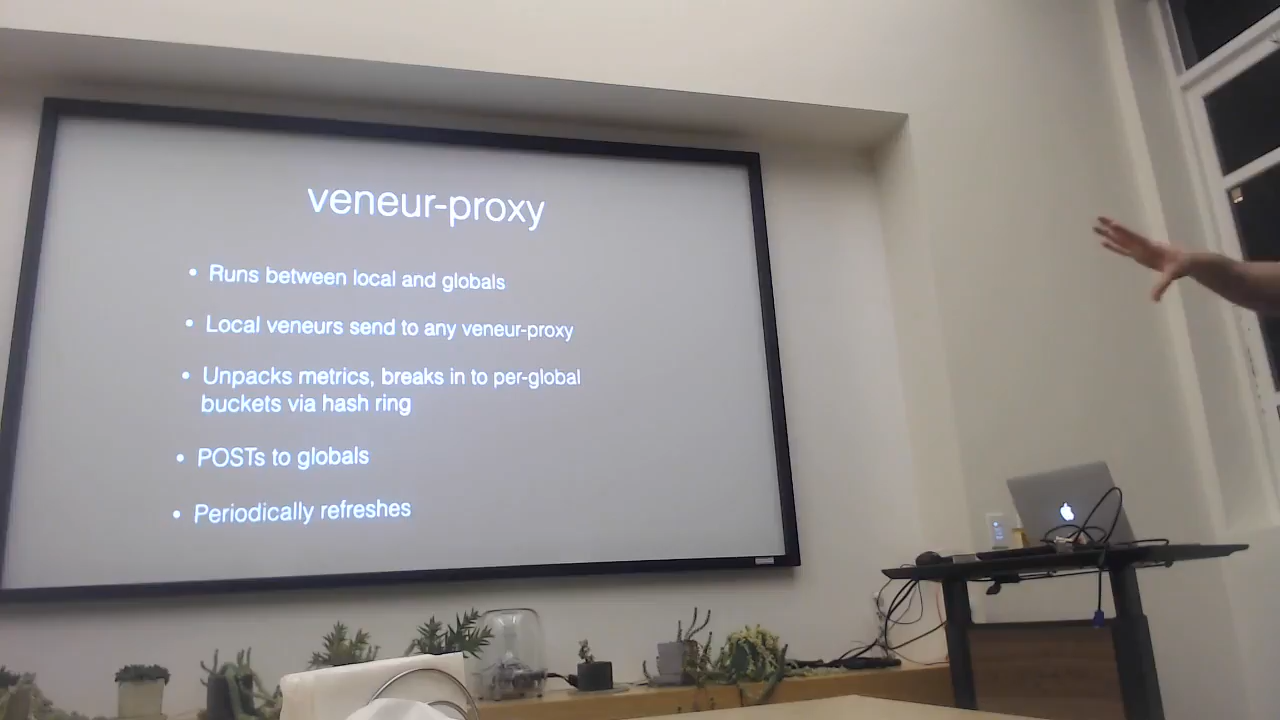 veneur-proxy
• Runs between local and globals
• Local veneurs send to any veneur-proxy
• Unpacks metrics, breaks in to per-global
buckets via hash ring
• POSTs to globals
• Periodically refreshes